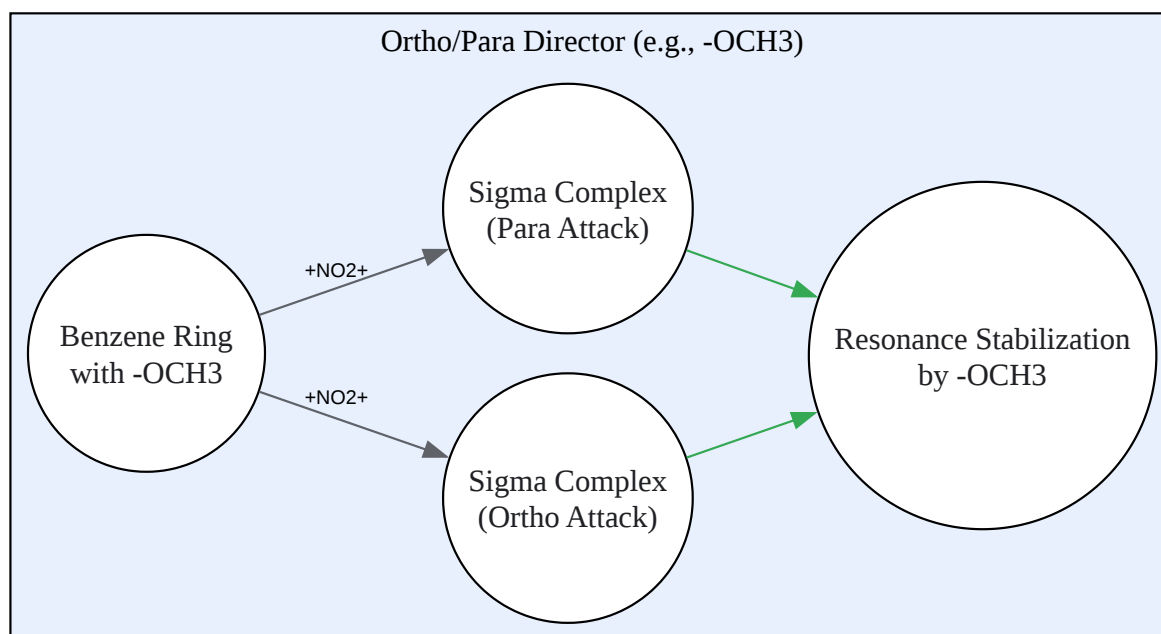 Ortho/Para Director (e.g., -OCH3)
Sigma Complex
(Para Attack)
+NO2+
Benzene Ring
with -OCH3
Resonance Stabilization
by -OCH3
+NO2+
Sigma Complex
(Ortho Attack)